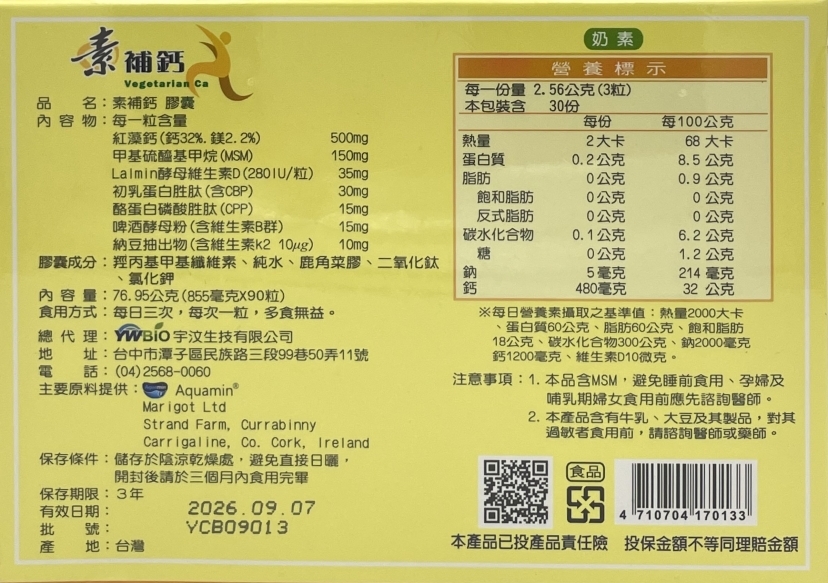 素補鈣
Vegetarian Ca
品 名：素補鈣 膠囊
內 容 物：每一粒含量
紅藻鈣(鈣32%.鎂2.2%) 500mg
甲基硫醯基甲烷(MSM) 150mg
Lalmin酵母維生素D(280IU/粒) 35mg
初乳蛋白胜肽(含CBP) 30mg
酪蛋白磷酸胜肽(CPP) 15mg
啤酒酵母粉(含維生素B群) 15mg
納豆抽出物(含維生素k2 10μg) 10mg
膠囊成分：羥丙基甲基纖維素、純水、鹿角菜膠、二氧化鈦
、氯化鉀
內 容 量：76.95公克(855毫克X90粒)
食用方式：每日三次，每次一粒，多食無益。
總 代 理：YWBIO 宇汶生技有限公司
地 址：台中市潭子區民族路三段99巷50弄11號
電 話：(04)2568-0060
主要原料提供：Aquamin®
Marigot Ltd
Strand Farm, Currabinny
Carrigaline, Co. Cork, Ireland
保存條件：儲存於陰涼乾燥處，避免直接日曬，
開封後請於三個月內食用完畢
保存期限：3年
有效日期：2026.09.07
批 號：YCB09013
產 地：台灣
奶素
營養標示
每一份量 2.56公克(3粒)
本包裝含 30份
每份 每100公克
熱量 2大卡 68 大卡
蛋白質 0.2公克 8.5 公克
脂肪 0公克 0.9 公克
飽和脂肪 0公克 0 公克
反式脂肪 0公克 0 公克
碳水化合物 0.1公克 6.2 公克
糖 0公克 1.2 公克
鈉 5毫克 214 毫克
鈣 480毫克 32 公克
※每日營養素攝取之基準值：熱量2000大卡
、蛋白質60公克、脂肪60公克、飽和脂肪
18公克、碳水化合物300公克、鈉2000毫克
鈣1200毫克、維生素D10微克。
注意事項：1. 本品含MSM，避免睡前食用、孕婦及
哺乳期婦女食用前應先諮詢醫師。
2. 本產品含有牛乳、大豆及其製品，對其
過敏者食用前，請諮詢醫師或藥師。
食品
4 710704 170133
本產品已投產品責任險 投保金額不等同理賠金額